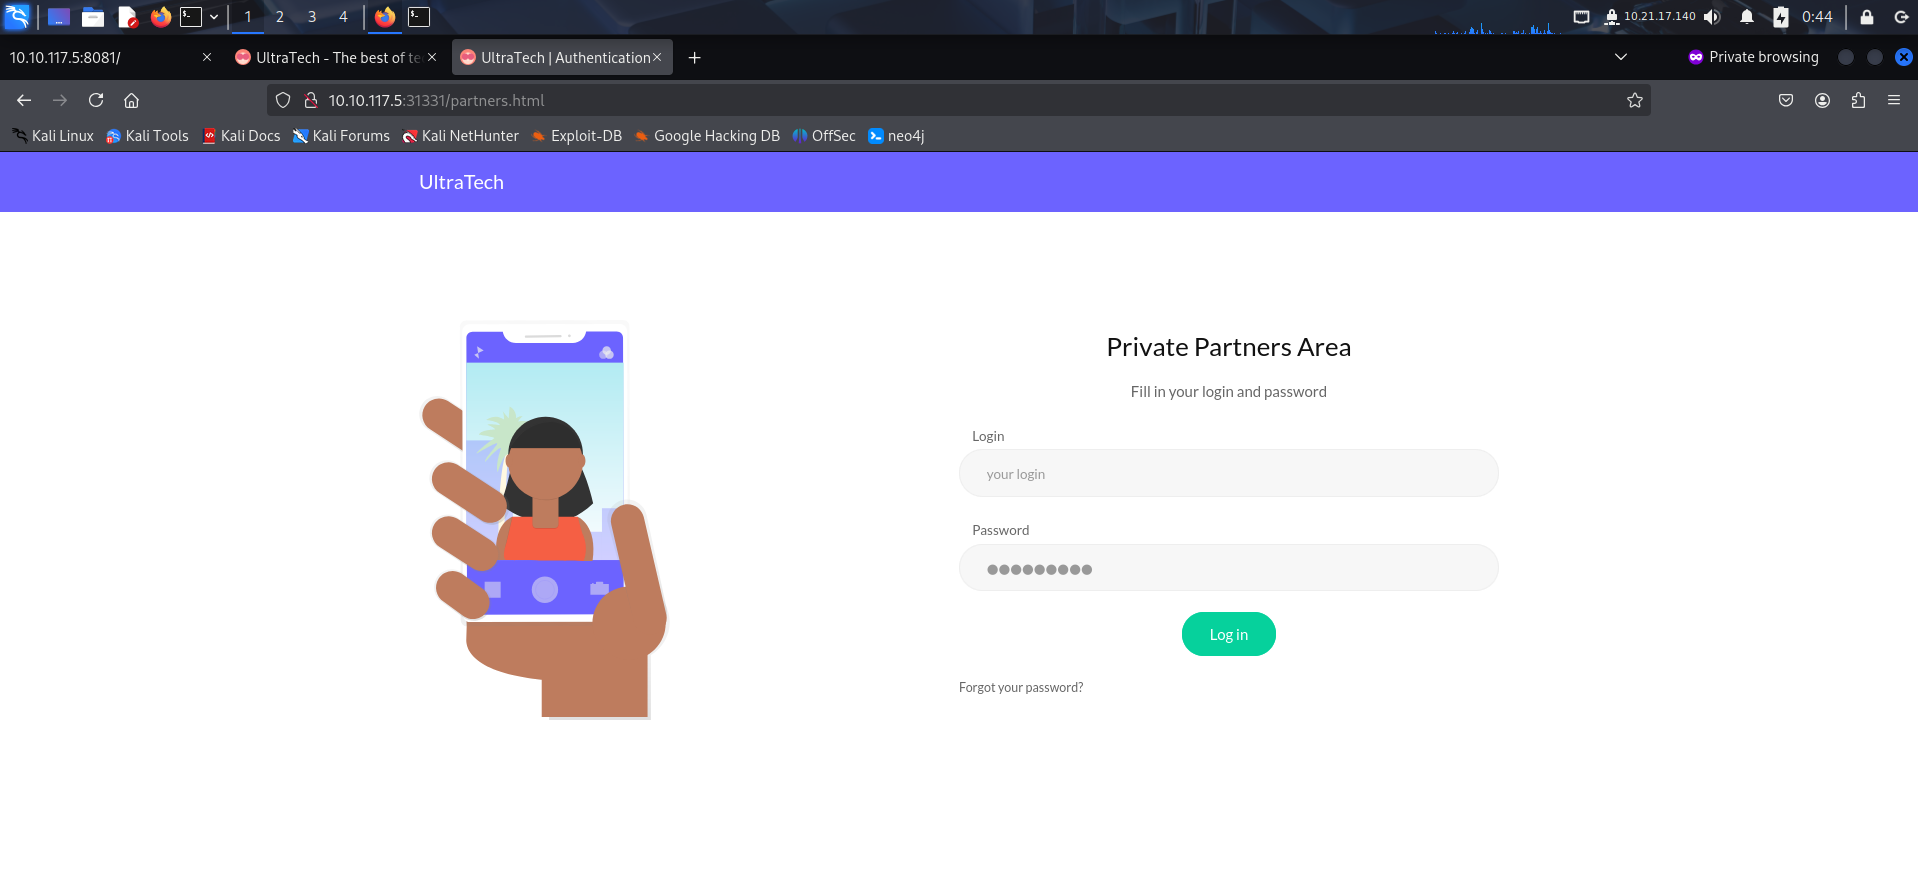 1 2 3 4 10.21.17.140 0:44
10.10.117.5:8081/ UltraTech - The best of te UltraTech | Authentication Private browsing
10.10.117.5:31331/partners.html
Kali Linux Kali Tools Kali Docs Kali Forums Kali NetHunter Exploit-DB Google Hacking DB OffSec neo4j
UltraTech
Private Partners Area
Fill in your login and password
Login
your login
Password
●●●●●●●●●
Log in
Forgot your password?